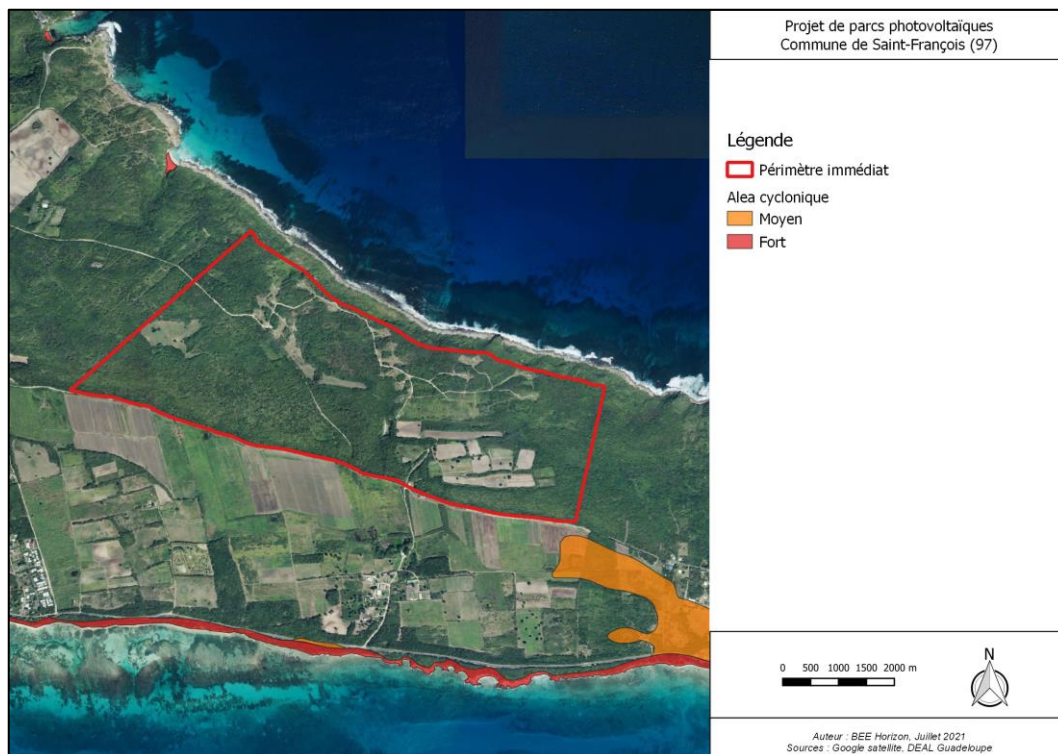 Projet de parcs photovoltaïques
Commune de Saint-François (97)
Légende
Périmètre immédiat
Alea cyclonique
Moyen
Fort
0 500 1000 1500 2000 m
N
Auteur : BEE Horizon, Juillet 2021
Sources : Google satellite, DEAL Guadeloupe